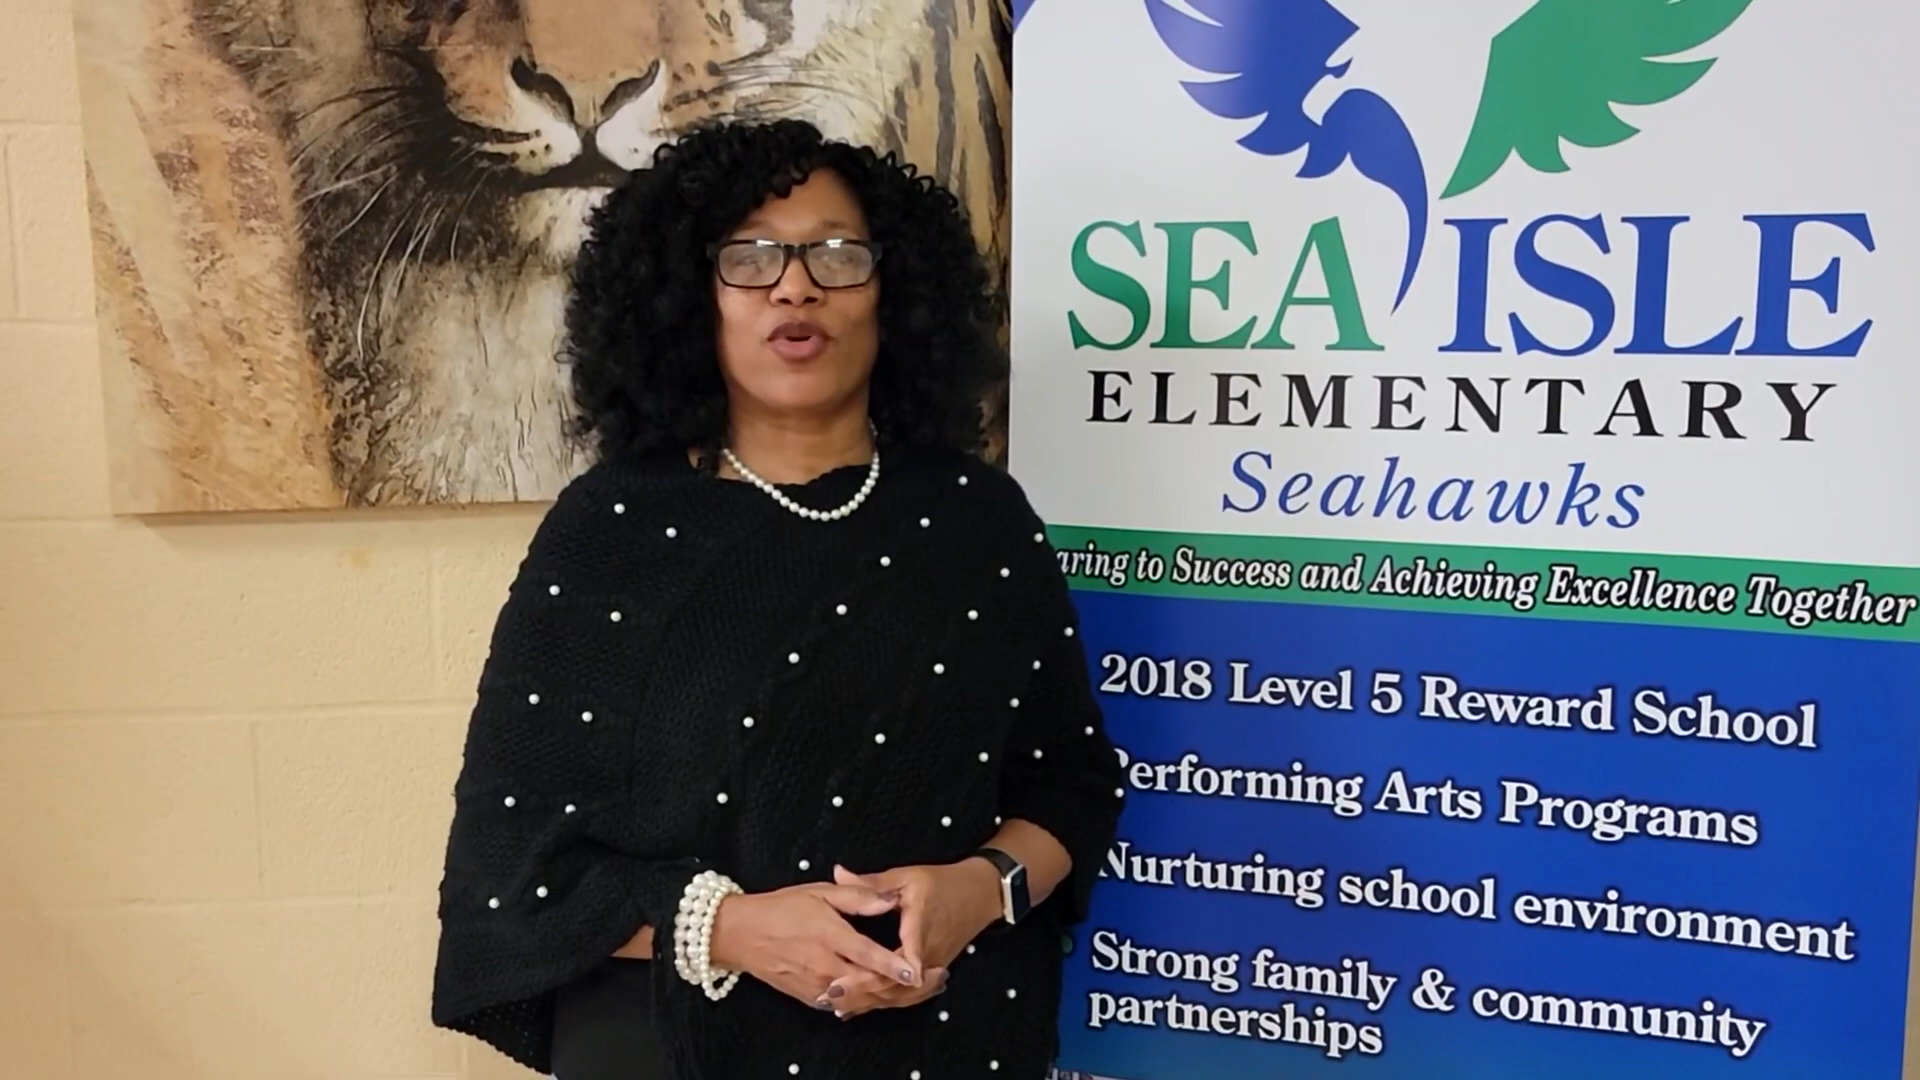 SEA ISLE
ELEMENTARY
Seahawks
to Success and Achieving Excellence Together
2018 Level 5 Reward School
Performing Arts Programs
Nurturing school environment
Strong family & community
partnerships